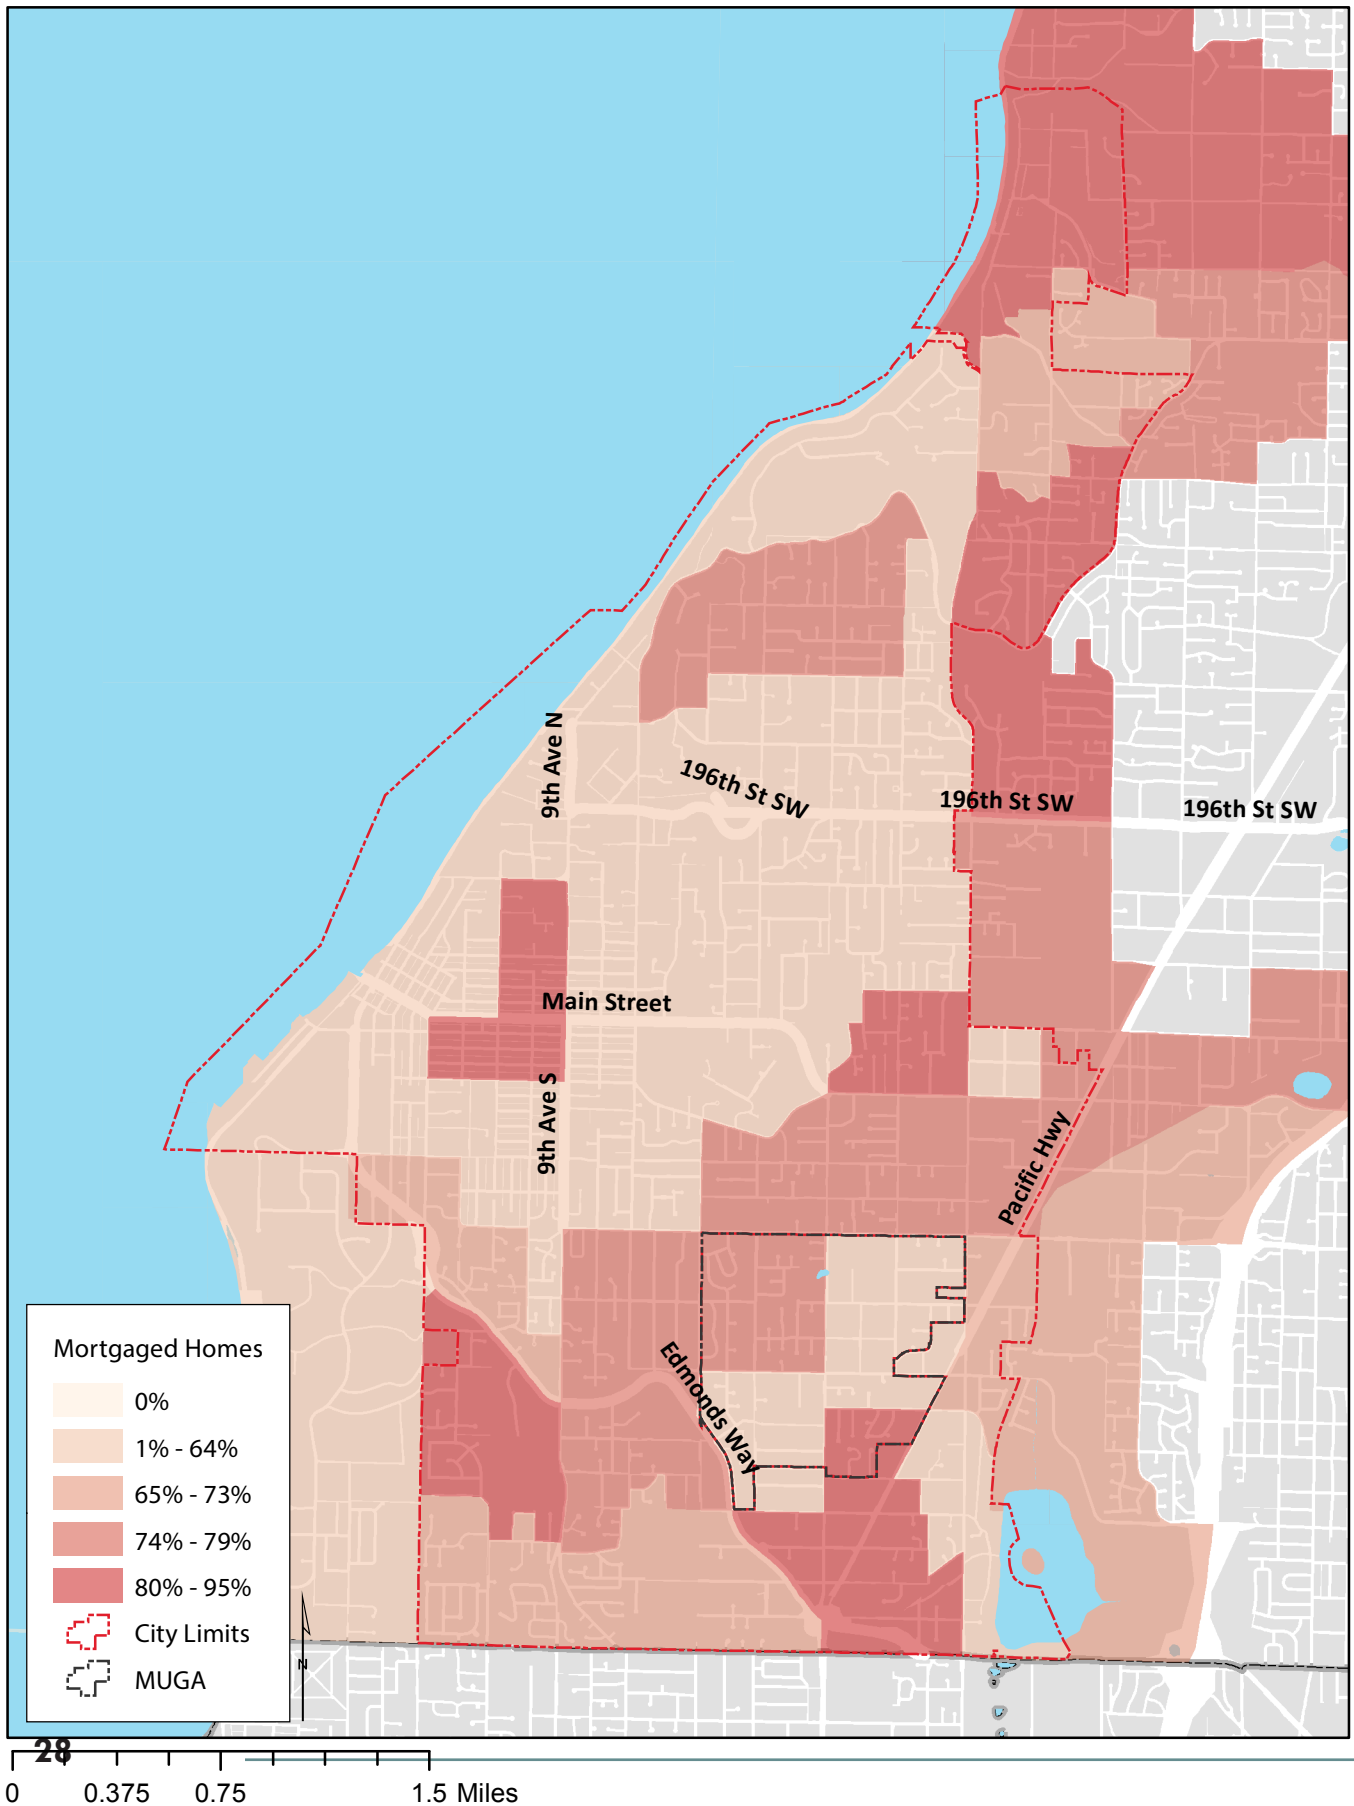 9th Ave N
196th St SW
196th St SW
196th St SW
Main Street
9th Ave S
Pacific Hwy
Edmonds Way
Mortgaged Homes
0%
1% - 64%
65% - 73%
74% - 79%
80% - 95%
City Limits
MUGA
N
28
0 0.375 0.75 1.5 Miles